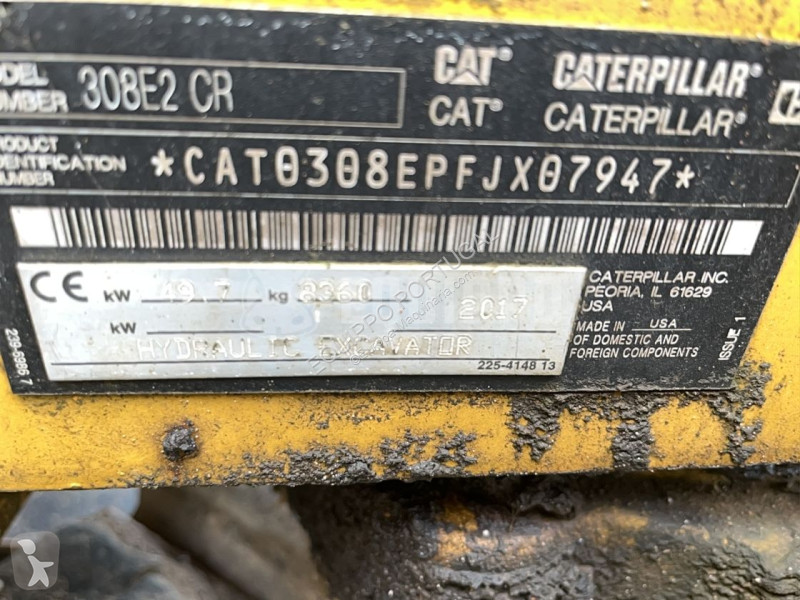 MODEL NUMBER 308E2 CR
CAT® CATERPILLAR®
CAT® CATERPILLAR®
PRODUCT IDENTIFICATION NUMBER *CAT0308EPFJX07947*
CE kW 49.7 kg 8360 2017
kW
HYDRAULIC EXCAVATOR
225-4148 13
CATERPILLAR INC.
PEORIA, IL 61629
USA
MADE IN USA
OF DOMESTIC AND
FOREIGN COMPONENTS
ISSUE 1
239-5986 7